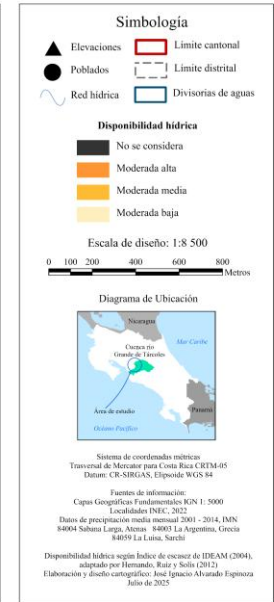 Simbología
Elevaciones
Límite cantonal
Poblados
Límite distrital
Red hídrica
Divisorias de aguas
Disponibilidad hídrica
No se considera
Moderada alta
Moderada media
Moderada baja
Escala de diseño: 1:8 500
0 100 200 400 600 800
Metros
Diagrama de Ubicación
Nicaragua
Mar Caribe
Cuenca río
Grande de Tárcoles
Área de estudio
Panamá
Océano Pacífico
Sistema de coordenadas métricas
Trasversal de Mercator para Costa Rica CRTM-05
Datum: CR-SIRGAS, Elipsoide WGS 84
Fuentes de información:
Capas Geográficas Fundamentales IGN 1: 5000
Localidades INEC, 2022
Datos de precipitación media mensual 2001 - 2014, IMN
84004 Sabana Larga, Atenas 84003 La Argentina, Grecia
84059 La Luisa, Sarchí
Disponibilidad hídrica según Índice de escasez de IDEAM (2004),
adaptado por Hernando, Ruíz y Solís (2012)
Elaboración y diseño cartográfico: José Ignacio Alvarado Espinoza
Julio de 2025